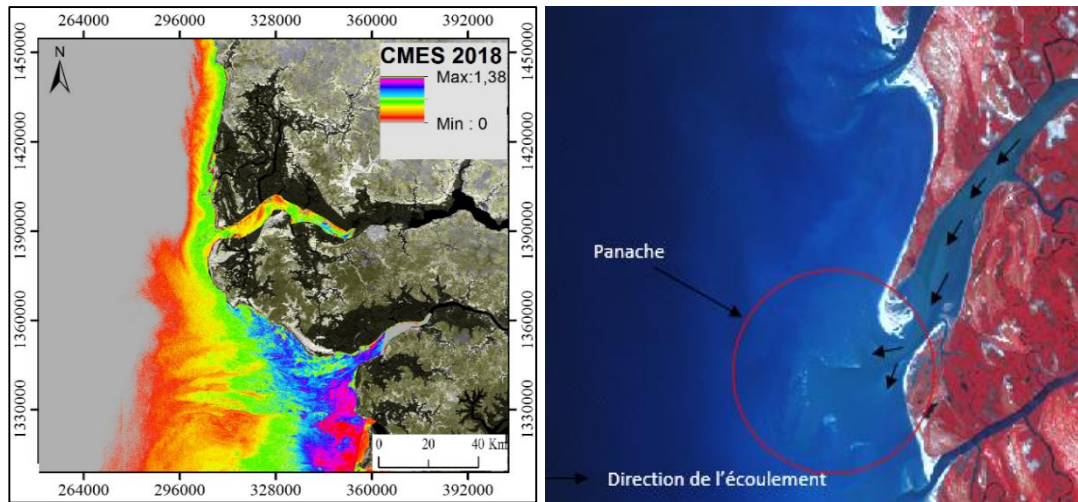 264000 296000 328000 360000 392000
N
CMES 2018
Max:1,38
Min : 0
1450000
1420000
1390000
1360000
1330000
1450000
1420000
1390000
1360000
1330000
0 20 40 Km
264000 296000 328000 360000 392000
Panache
Direction de l'écoulement